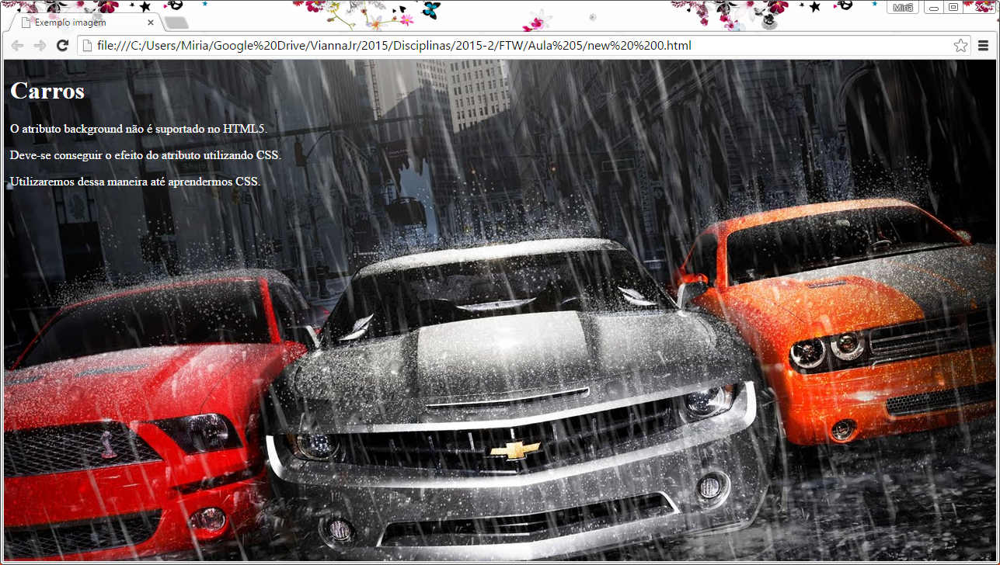 Miriã
Exemplo imagem
file:///C:/Users/Miria/Google%20Drive/ViannaJr/2015/Disciplinas/2015-2/FTW/Aula%205/new%20%200.html
Carros
O atributo background não é suportado no HTML5.
Deve-se conseguir o efeito do atributo utilizando CSS.
Utilizaremos dessa maneira até aprendermos CSS.